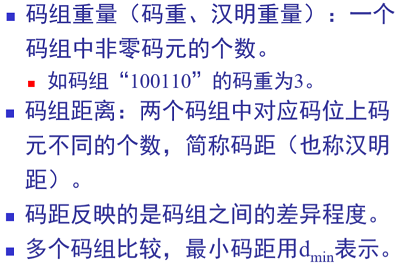 码组重量（码重、汉明重量）：一个
码组中非零码元的个数。
如码组“100110”的码重为3。
码组距离：两个码组中对应码位上码
元不同的个数，简称码距（也称汉明
距）。
码距反映的是码组之间的差异程度。
多个码组比较，最小码距用dmin表示。